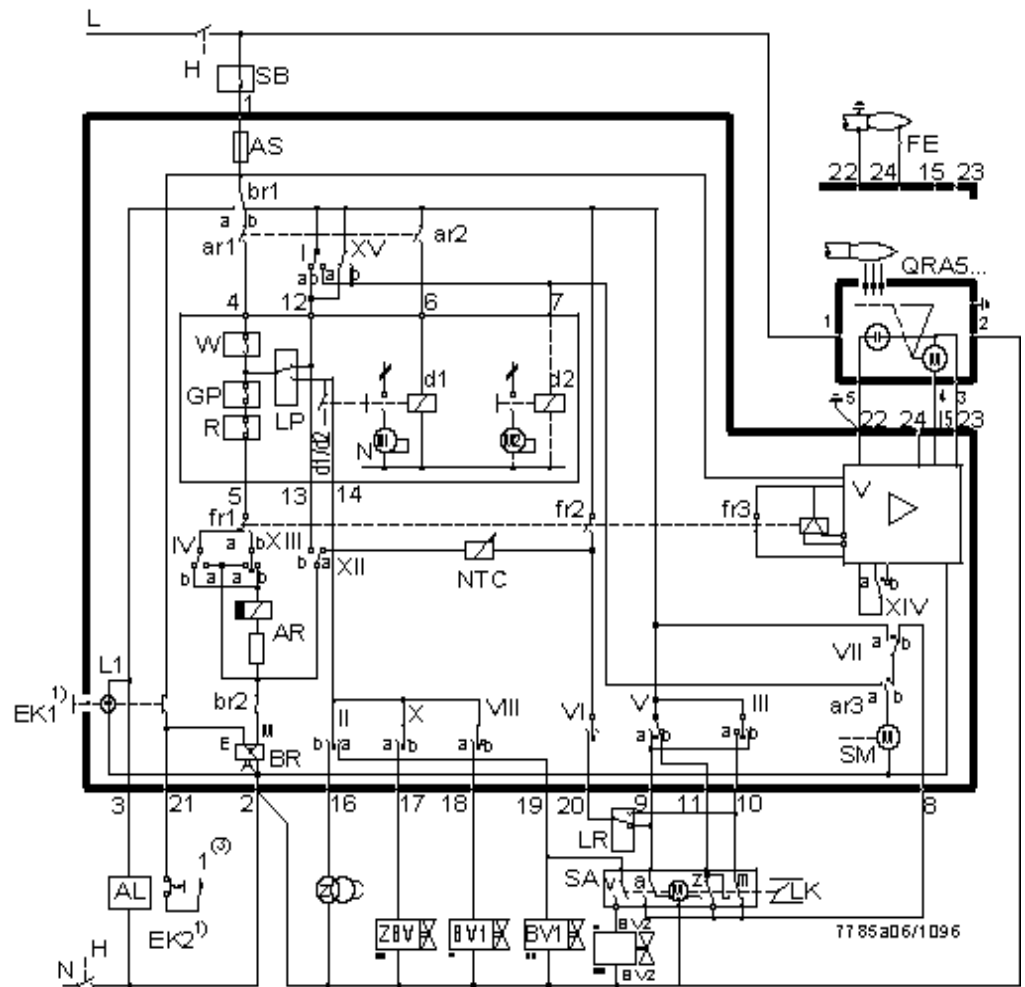 L
H
SB
1
AS
FE
22 24 15 23
br1
a b
ar1
ar2
I
XV
a b a b
QRA5...
1
2
4 12 6 7
W
GP
R
LP
d1
d2
d1/d2
N
M1
M2
M
5 4 3
22 24 15 23
5 13 14
fr1
fr2
fr3
V
IV
a b
XIII
b a a b
b a
XII
NTC
a b
XIV
AR
VII
a b
L1
EK1 1)
br2
M
E
A
BR
II
X
VIII
VI
V
III
ar3
a b
b a
a b
a b
a b
a b
M
SM
3 21 2 16 17 18 19 20 9 11 10 8
LR
1 (3)
AL
EK2 1)
Z
SA
v a M z m
LK
ZBV
BV1
BV1
BV2
BV2
7785a06/1096
H
N